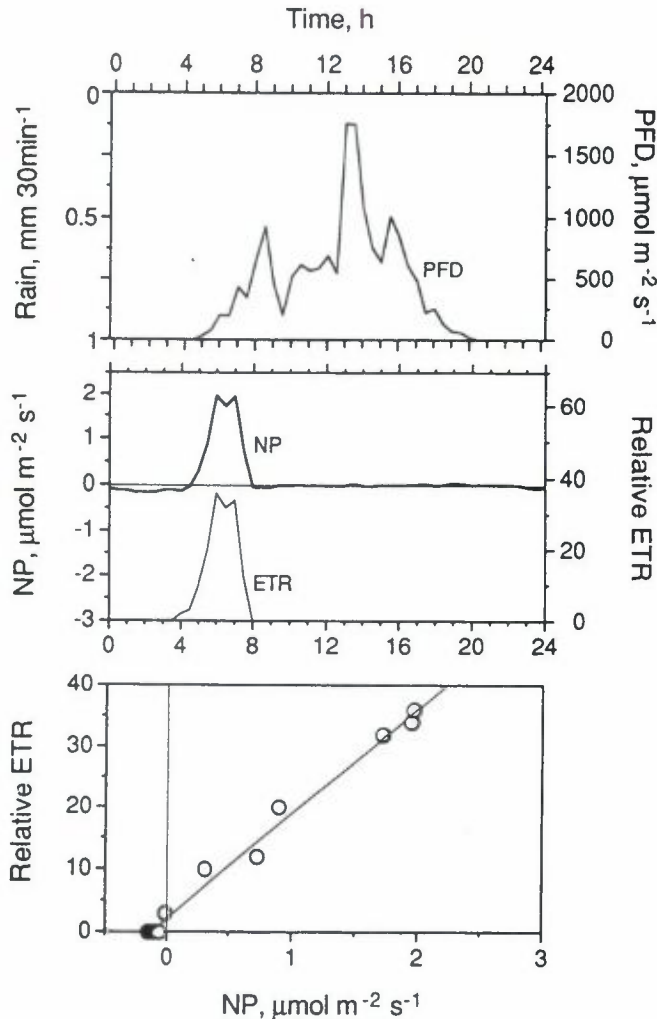 Time, h
0 4 8 12 16 20 24
Rain, mm 30min-1
0
0.5
1
PFD
2000
1500
1000
500
0
PFD, µmol m-2 s-1
NP, µmol m-2 s-1
2
1
0
-1
-2
-3
NP
ETR
60
40
20
0
Relative ETR
0 4 8 12 16 20 24
Relative ETR
40
30
20
10
0
0 1 2 3
NP, µmol m-2 s-1